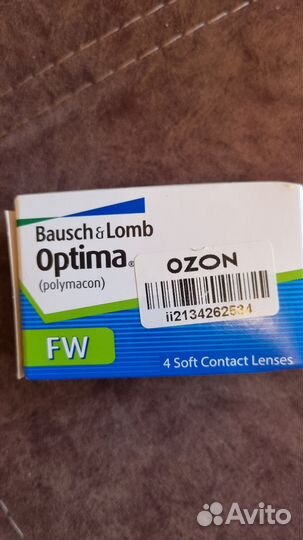 Bausch & Lomb
Optima®
(polymacon)
OZON
ii2134262534
FW
4 Soft Contact Lenses
Avito